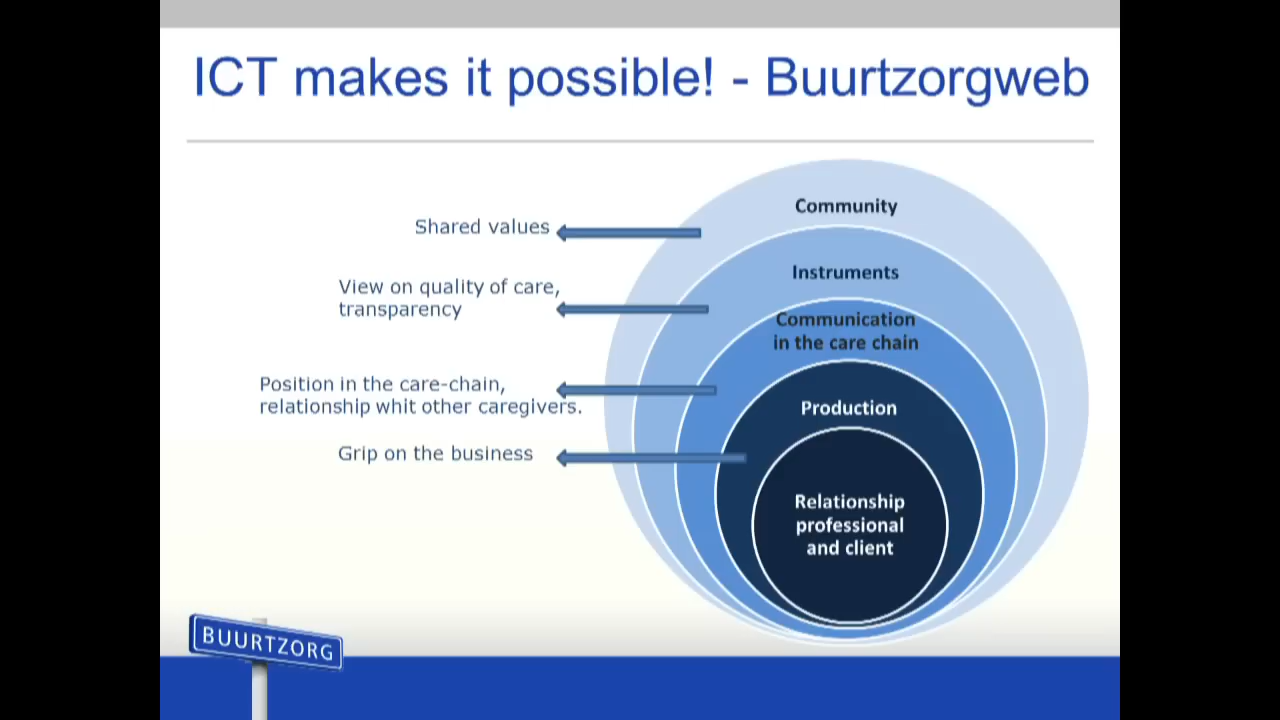 ICT makes it possible! - Buurtzorgweb
Community
Shared values
Instruments
View on quality of care,
transparency
Communication
in the care chain
Position in the care-chain,
relationship whit other caregivers.
Production
Grip on the business
Relationship
professional
and client
BUURTZORG